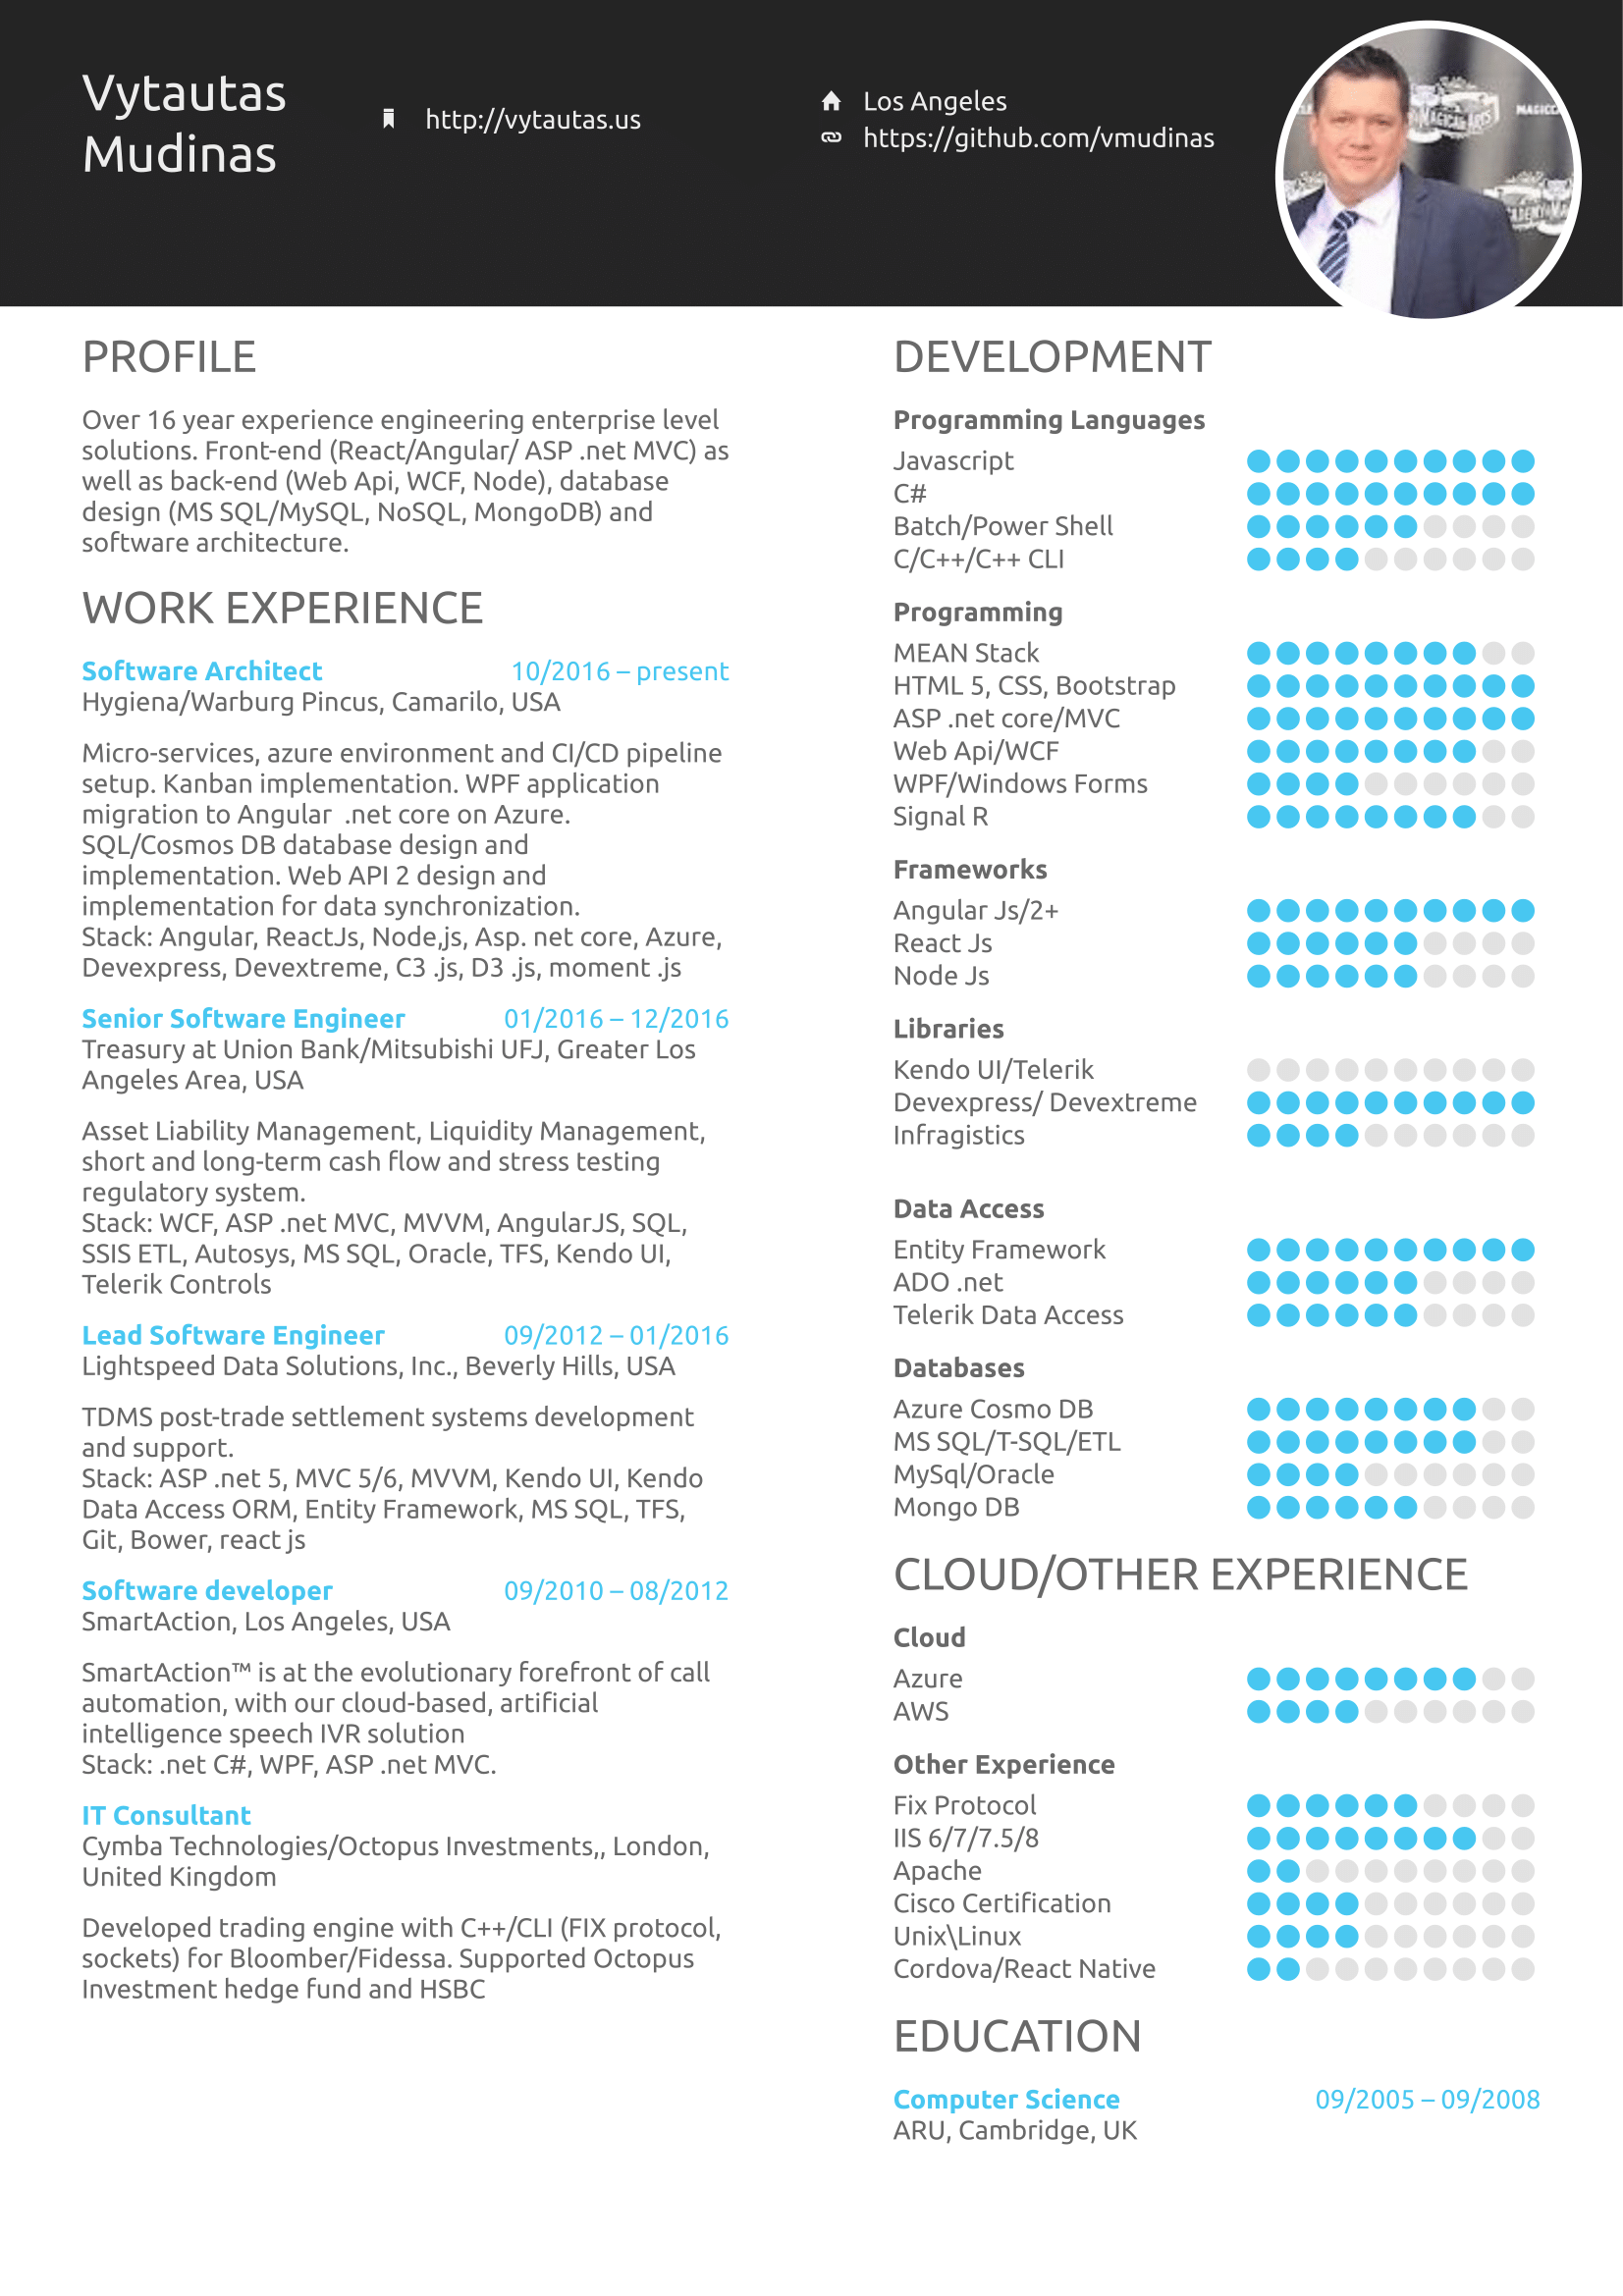 Vytautas
Mudinas
http://vytautas.us
Los Angeles
https://github.com/vmudinas
MAGICAL ARTS
MAGIC
PROFILE
Over 16 year experience engineering enterprise level
solutions. Front-end (React/Angular/ ASP .net MVC) as
well as back-end (Web Api, WCF, Node), database
design (MS SQL/MySQL, NoSQL, MongoDB) and
software architecture.
WORK EXPERIENCE
Software Architect 10/2016 – present
Hygiena/Warburg Pincus, Camarilo, USA
Micro-services, azure environment and CI/CD pipeline
setup. Kanban implementation. WPF application
migration to Angular  .net core on Azure.
SQL/Cosmos DB database design and
implementation. Web API 2 design and
implementation for data synchronization.
Stack: Angular, ReactJs, Node,js, Asp. net core, Azure,
Devexpress, Devextreme, C3 .js, D3 .js, moment .js
Senior Software Engineer 01/2016 – 12/2016
Treasury at Union Bank/Mitsubishi UFJ, Greater Los
Angeles Area, USA
Asset Liability Management, Liquidity Management,
short and long-term cash flow and stress testing
regulatory system.
Stack: WCF, ASP .net MVC, MVVM, AngularJS, SQL,
SSIS ETL, Autosys, MS SQL, Oracle, TFS, Kendo UI,
Telerik Controls
Lead Software Engineer 09/2012 – 01/2016
Lightspeed Data Solutions, Inc., Beverly Hills, USA
TDMS post-trade settlement systems development
and support.
Stack: ASP .net 5, MVC 5/6, MVVM, Kendo UI, Kendo
Data Access ORM, Entity Framework, MS SQL, TFS,
Git, Bower, react js
Software developer 09/2010 – 08/2012
SmartAction, Los Angeles, USA
SmartAction™ is at the evolutionary forefront of call
automation, with our cloud-based, artificial
intelligence speech IVR solution
Stack: .net C#, WPF, ASP .net MVC.
IT Consultant
Cymba Technologies/Octopus Investments,, London,
United Kingdom
Developed trading engine with C++/CLI (FIX protocol,
sockets) for Bloomber/Fidessa. Supported Octopus
Investment hedge fund and HSBC
DEVELOPMENT
Programming Languages
Javascript
C#
Batch/Power Shell
C/C++/C++ CLI
Programming
MEAN Stack
HTML 5, CSS, Bootstrap
ASP .net core/MVC
Web Api/WCF
WPF/Windows Forms
Signal R
Frameworks
Angular Js/2+
React Js
Node Js
Libraries
Kendo UI/Telerik
Devexpress/ Devextreme
Infragistics
Data Access
Entity Framework
ADO .net
Telerik Data Access
Databases
Azure Cosmo DB
MS SQL/T-SQL/ETL
MySql/Oracle
Mongo DB
CLOUD/OTHER EXPERIENCE
Cloud
Azure
AWS
Other Experience
Fix Protocol
IIS 6/7/7.5/8
Apache
Cisco Certification
Unix\Linux
Cordova/React Native
EDUCATION
Computer Science 09/2005 – 09/2008
ARU, Cambridge, UK